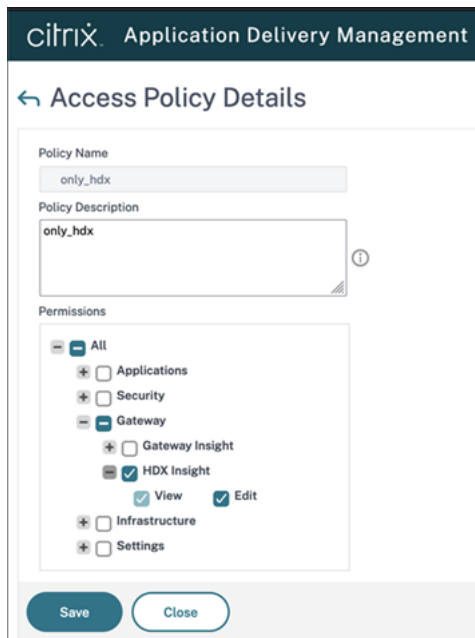 citrix. Application Delivery Management
Access Policy Details
Policy Name
only_hdx
Policy Description
only_hdx
Permissions
All
Applications
Security
Gateway
Gateway Insight
HDX Insight
View Edit
Infrastructure
Settings
Save Close